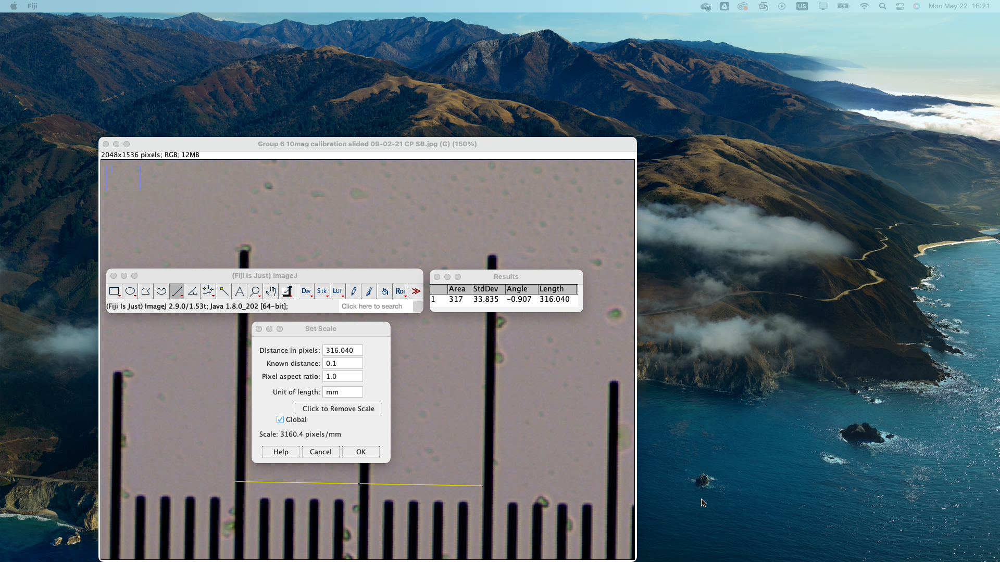 Fiji
US
Mon May 22 16:21
Group 6 10mag calibration slided 09-02-21 CP SB.jpg (G) (150%)
2048x1536 pixels; RGB; 12MB
(Fiji Is Just) ImageJ
Dev Stk LUT Roi
(Fiji Is Just) ImageJ 2.9.0/1.53t; Java 1.8.0_202 [64-bit];
Click here to search
Results
Area StdDev Angle Length
1 317 33.835 -0.907 316.040
Set Scale
Distance in pixels: 316.040
Known distance: 0.1
Pixel aspect ratio: 1.0
Unit of length: mm
Click to Remove Scale
Global
Scale: 3160.4 pixels/mm
Help Cancel OK